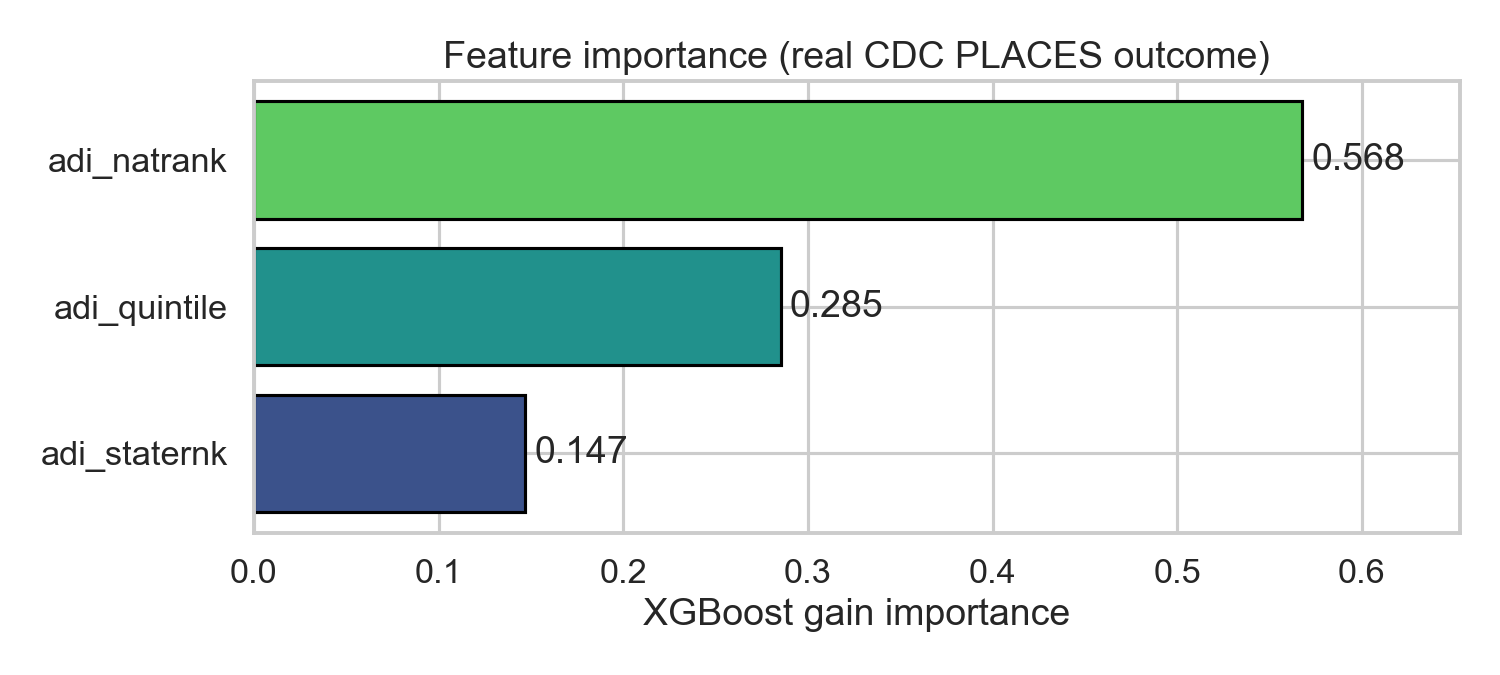 Feature importance (real CDC PLACES outcome)
adi_natrank
0.568
adi_quintile
0.285
adi_staternk
0.147
0.0 0.1 0.2 0.3 0.4 0.5 0.6
XGBoost gain importance